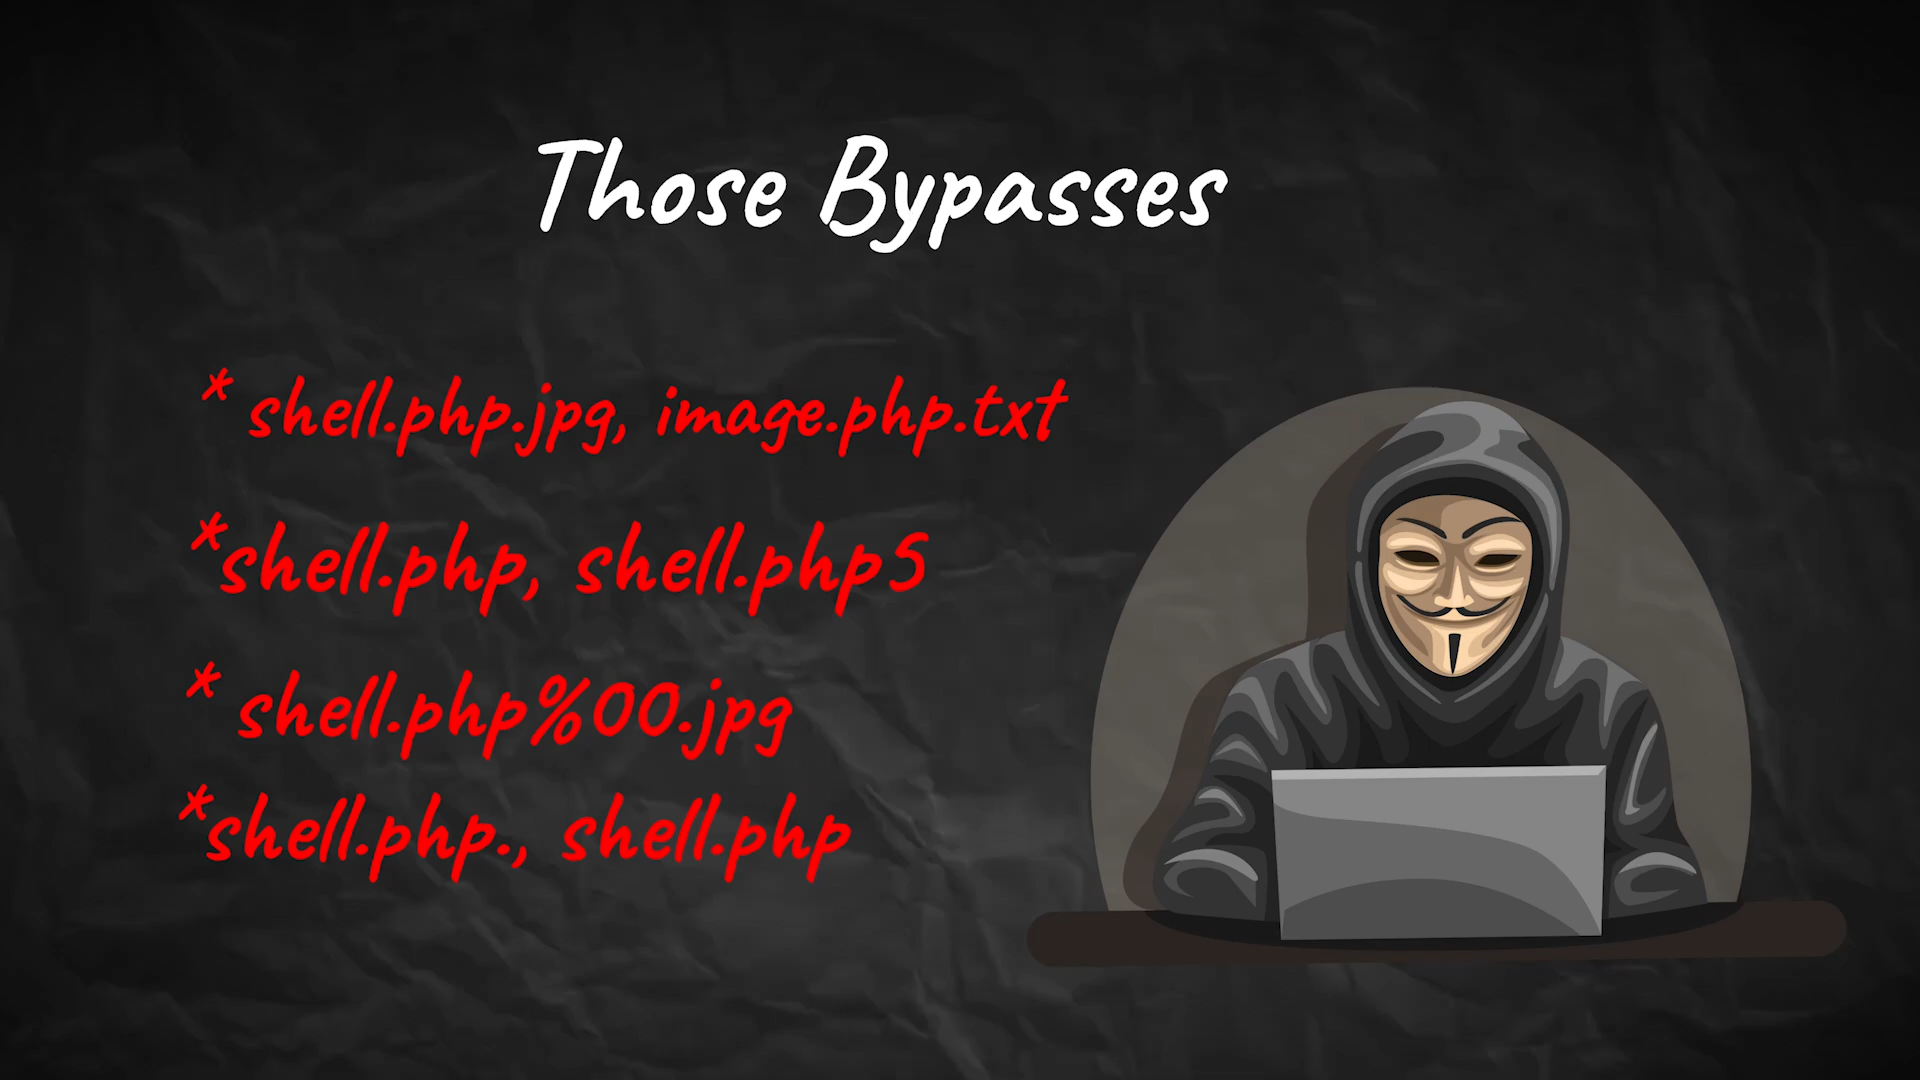 Those Bypasses
* shell.php.jpg, image.php.txt
*shell.php, shell.php5
* shell.php%00.jpg
*shell.php., shell.php